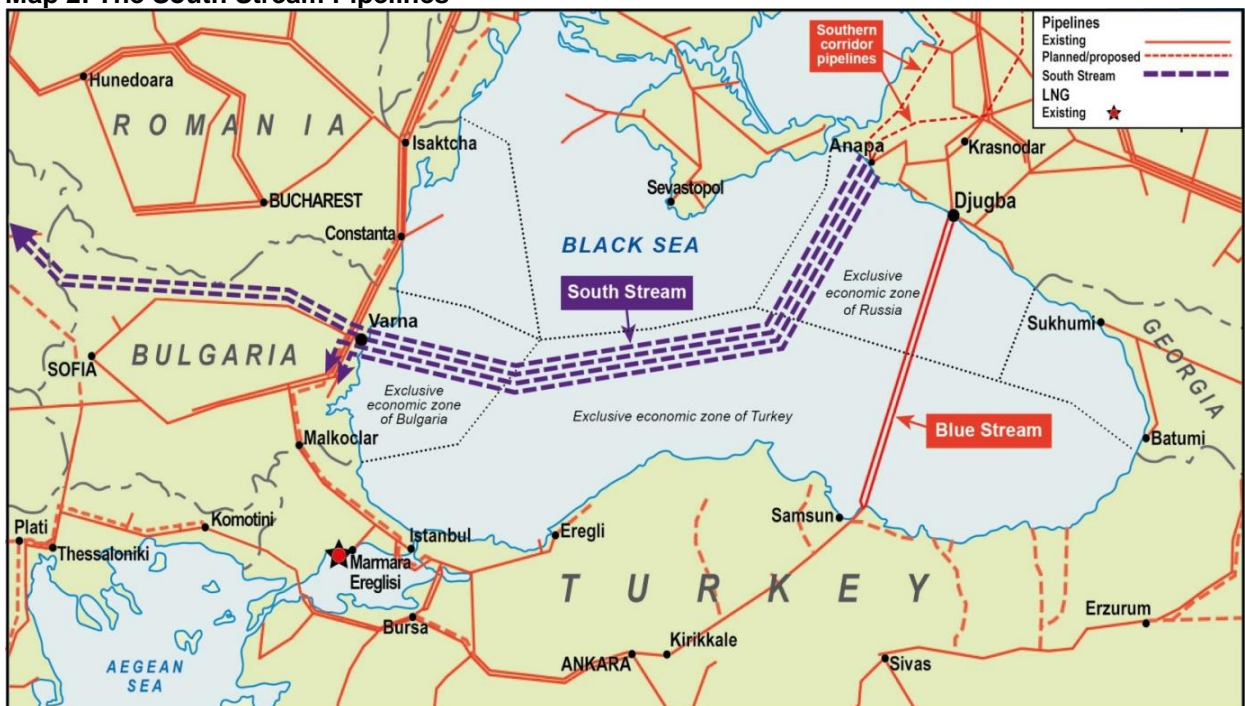 Map 2: The South Stream Pipelines
Pipelines
Existing
Planned/proposed
South Stream
LNG
Existing
Southern
corridor
pipelines
Hunedoara
ROMANIA
Isaktcha
Anapa
Krasnodar
Sevastopol
BUCHAREST
Djugba
Constanta
BLACK SEA
Exclusive
economic zone
of Russia
South Stream
Varna
Sukhumi
GEORGIA
BULGARIA
SOFIA
Exclusive
economic zone
of Bulgaria
Exclusive economic zone of Turkey
Blue Stream
Malkoclar
Batumi
Plati
Komotini
Samsun
Istanbul
Eregli
Thessaloniki
Marmara
Ereglisi
TURKEY
Erzurum
Bursa
Kirikkale
ANKARA
Sivas
AEGEAN
SEA